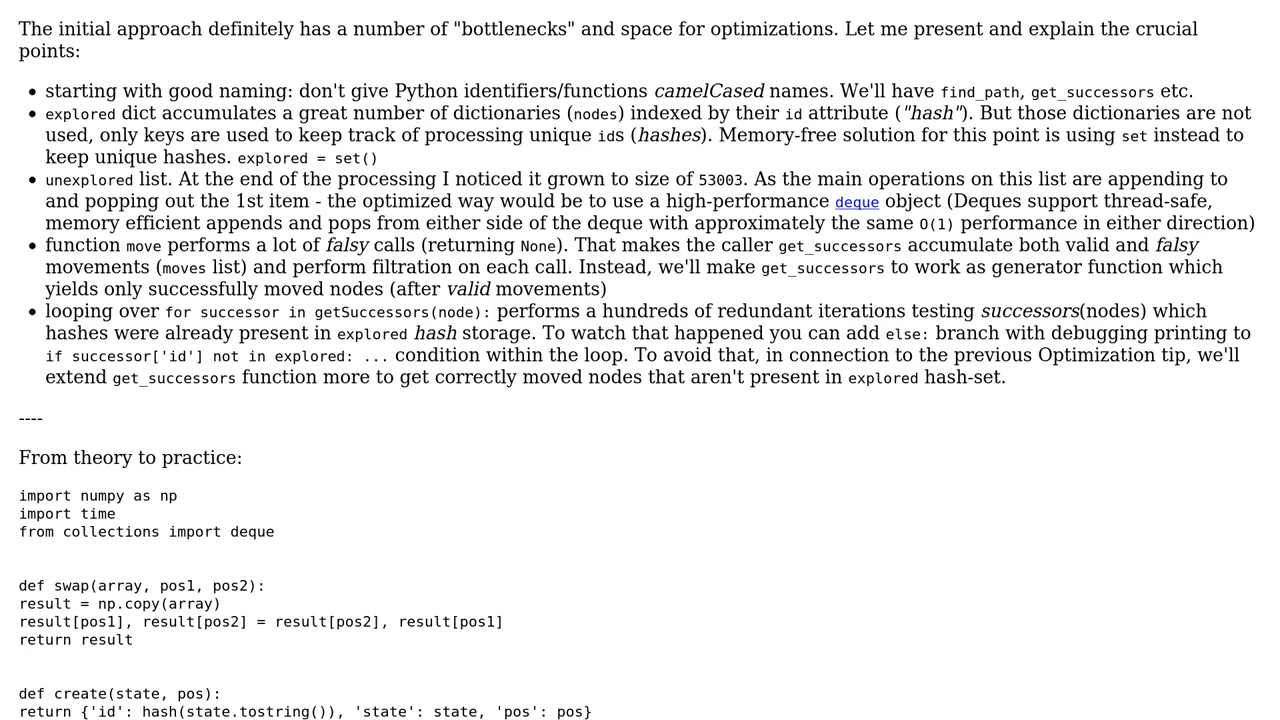 The initial approach definitely has a number of "bottlenecks" and space for optimizations. Let me present and explain the crucial
points:
• starting with good naming: don't give Python identifiers/functions camelCased names. We'll have find_path, get_successors etc.
• explored dict accumulates a great number of dictionaries (nodes) indexed by their id attribute ("hash"). But those dictionaries are not
used, only keys are used to keep track of processing unique ids (hashes). Memory-free solution for this point is using set instead to
keep unique hashes. explored = set()
• unexplored list. At the end of the processing I noticed it grown to size of 53003. As the main operations on this list are appending to
and popping out the 1st item - the optimized way would be to use a high-performance deque object (Deques support thread-safe,
memory efficient appends and pops from either side of the deque with approximately the same O(1) performance in either direction)
• function move performs a lot of falsy calls (returning None). That makes the caller get_successors accumulate both valid and falsy
movements (moves list) and perform filtration on each call. Instead, we'll make get_successors to work as generator function which
yields only successfully moved nodes (after valid movements)
• looping over for successor in getSuccessors(node): performs a hundreds of redundant iterations testing successors(nodes) which
hashes were already present in explored hash storage. To watch that happened you can add else: branch with debugging printing to
if successor['id'] not in explored: ... condition within the loop. To avoid that, in connection to the previous Optimization tip, we'll
extend get_successors function more to get correctly moved nodes that aren't present in explored hash-set.
----
From theory to practice:
import numpy as np
import time
from collections import deque
def swap(array, pos1, pos2):
result = np.copy(array)
result[pos1], result[pos2] = result[pos2], result[pos1]
return result
def create(state, pos):
return {'id': hash(state.tostring()), 'state': state, 'pos': pos}